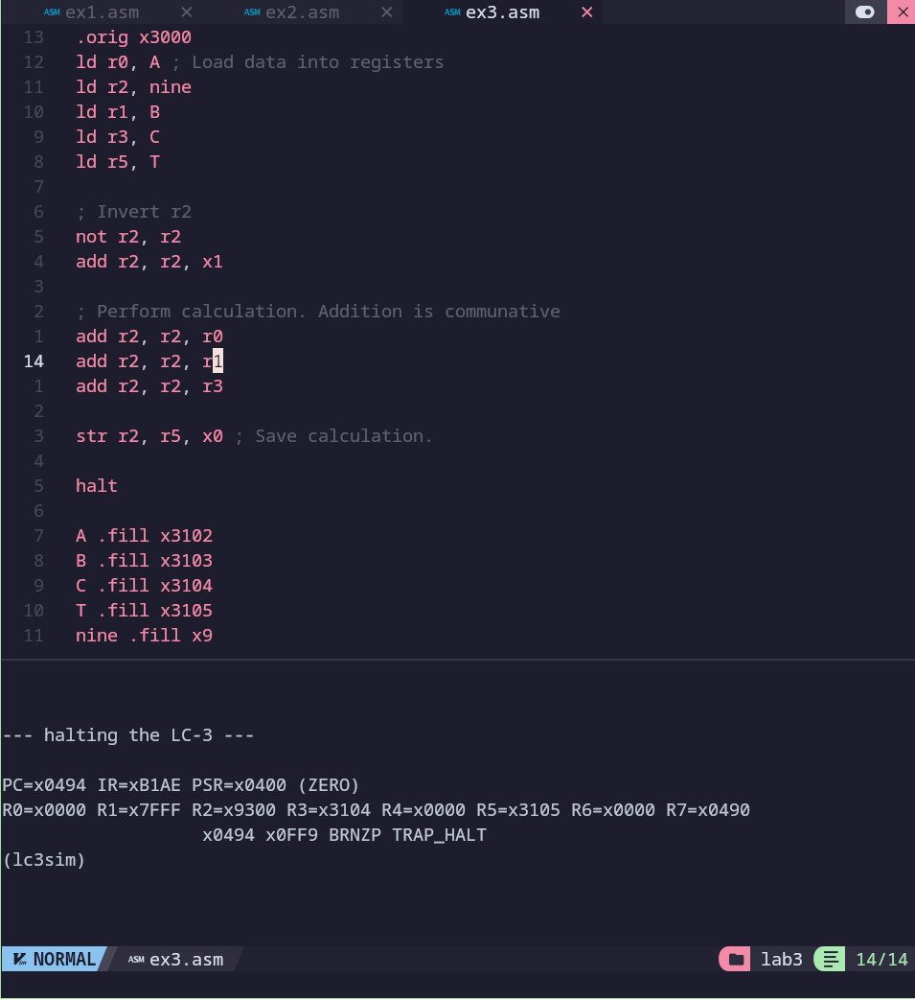 ASM ex1.asm ✕ ASM ex2.asm ✕ ASM ex3.asm ✕ ✕
13 .orig x3000
12 ld r0, A ; Load data into registers
11 ld r2, nine
10 ld r1, B
9 ld r3, C
8 ld r5, T
7
6 ; Invert r2
5 not r2, r2
4 add r2, r2, x1
3
2 ; Perform calculation. Addition is communative
1 add r2, r2, r0
14 add r2, r2, r1
1 add r2, r2, r3
2
3 str r2, r5, x0 ; Save calculation.
4
5 halt
6
7 A .fill x3102
8 B .fill x3103
9 C .fill x3104
10 T .fill x3105
11 nine .fill x9
--- halting the LC-3 ---
PC=x0494 IR=xB1AE PSR=x0400 (ZERO)
R0=x0000 R1=x7FFF R2=x9300 R3=x3104 R4=x0000 R5=x3105 R6=x0000 R7=x0490
x0494 x0FF9 BRNZP TRAP_HALT
(lc3sim)
NORMAL ASM ex3.asm lab3 14/14